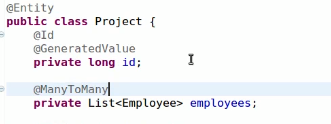 @Entity
public class Project {
@Id
@GeneratedValue
private long id;
@ManyToMany
private List<Employee> employees;